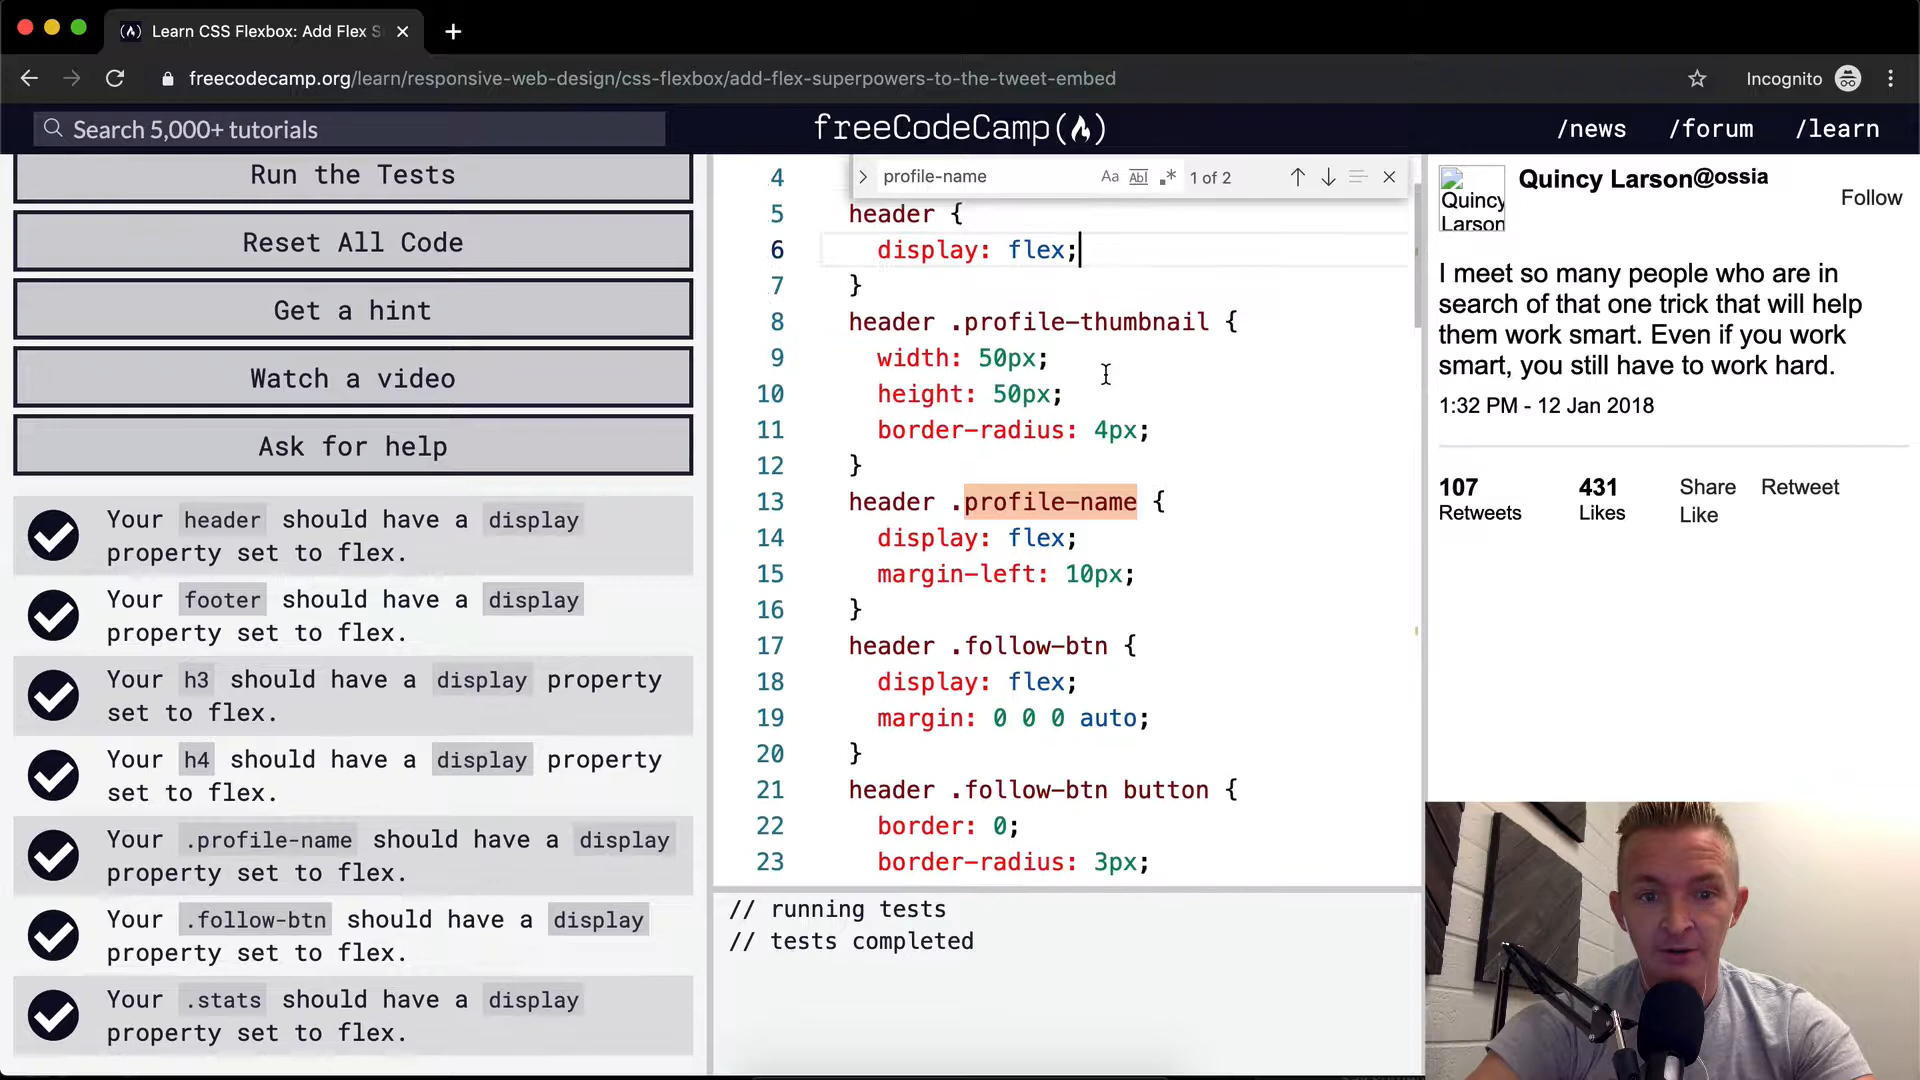 Learn CSS Flexbox: Add Flex S
freecodecamp.org/learn/responsive-web-design/css-flexbox/add-flex-superpowers-to-the-tweet-embed
Incognito
Search 5,000+ tutorials
freeCodeCamp
/news
/forum
/learn
Run the Tests
Reset All Code
Get a hint
Watch a video
Ask for help
Your header should have a display
property set to flex.
Your footer should have a display
property set to flex.
Your h3 should have a display property
set to flex.
Your h4 should have a display property
set to flex.
Your .profile-name should have a display
property set to flex.
Your .follow-btn should have a display
property set to flex.
Your .stats should have a display
property set to flex.
profile-name
Aa
Abl
1 of 2
4
5 header {
6 display: flex;
7 }
8 header .profile-thumbnail {
9 width: 50px;
10 height: 50px;
11 border-radius: 4px;
12 }
13 header .profile-name {
14 display: flex;
15 margin-left: 10px;
16 }
17 header .follow-btn {
18 display: flex;
19 margin: 0 0 0 auto;
20 }
21 header .follow-btn button {
22 border: 0;
23 border-radius: 3px;
// running tests
// tests completed
Quincy
Larson
Quincy Larson@ossia
Follow
I meet so many people who are in
search of that one trick that will help
them work smart. Even if you work
smart, you still have to work hard.
1:32 PM - 12 Jan 2018
107
Retweets
431
Likes
Share Retweet
Like